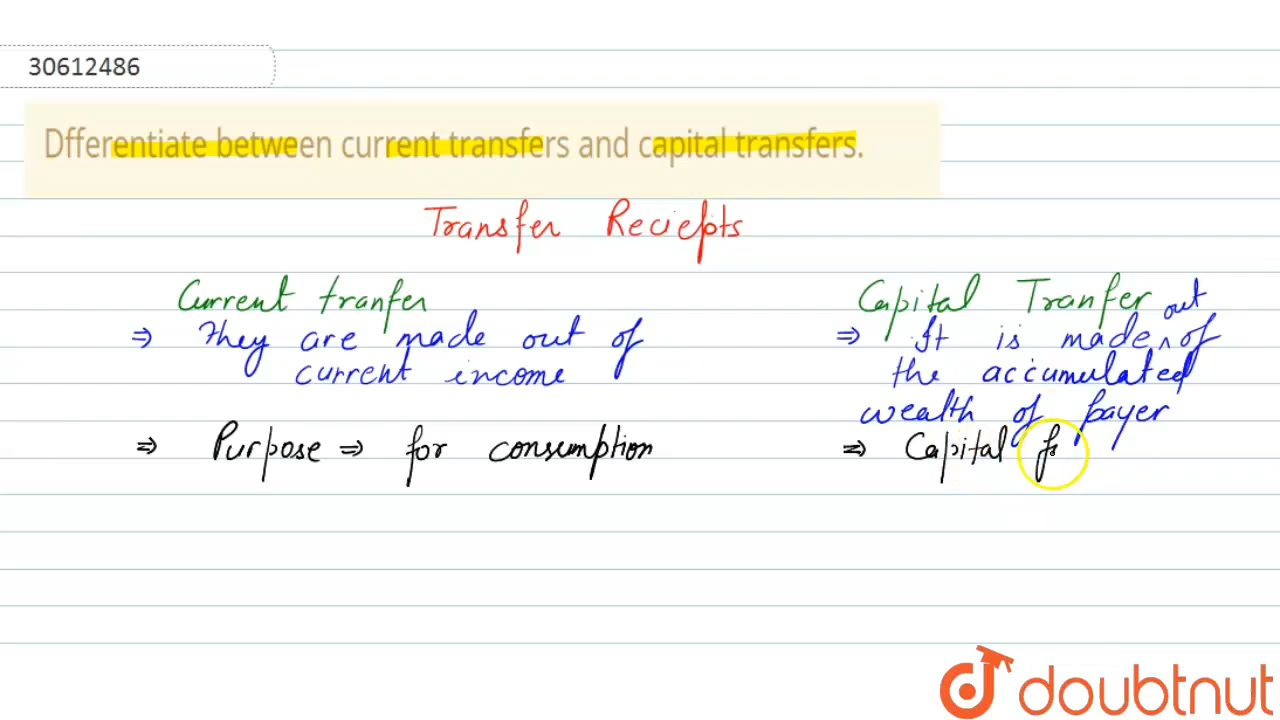 30612486
Dfferentiate between current transfers and capital transfers.
Transfer Reciepts
Current tranfer
⇒ They are made out of
current income
⇒ Purpose ⇒ for consumption
Capital Tranfer
⇒ It is made ^ out of
the accumulated
wealth of payer
⇒ Capital fo
doubtnut